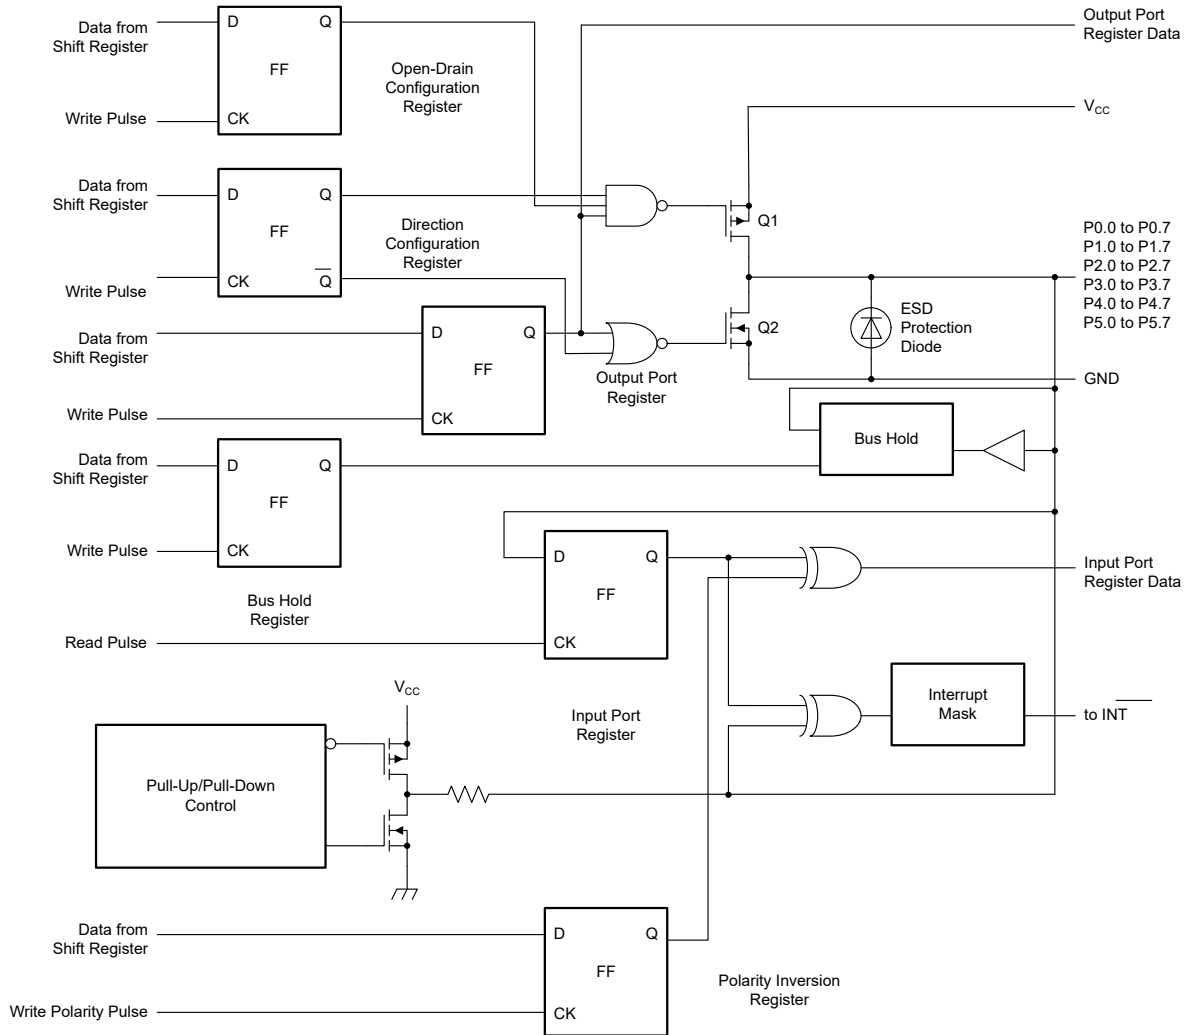 Data from
Shift Register
D
Q
FF
CK
Write Pulse
Open-Drain
Configuration
Register
Output Port
Register Data
V_CC
Data from
Shift Register
D
Q
FF
CK
Q̅
Write Pulse
Direction
Configuration
Register
Q1
P0.0 to P0.7
P1.0 to P1.7
P2.0 to P2.7
P3.0 to P3.7
P4.0 to P4.7
P5.0 to P5.7
Data from
Shift Register
D
Q
FF
CK
Write Pulse
Output Port
Register
Q2
ESD
Protection
Diode
GND
Data from
Shift Register
D
Q
FF
CK
Write Pulse
Bus Hold
Register
Bus Hold
D
Q
FF
CK
Read Pulse
Input Port
Register
Input Port
Register Data
Interrupt
Mask
to INT
V_CC
Pull-Up/Pull-Down
Control
Data from
Shift Register
D
Q
FF
CK
Write Polarity Pulse
Polarity Inversion
Register